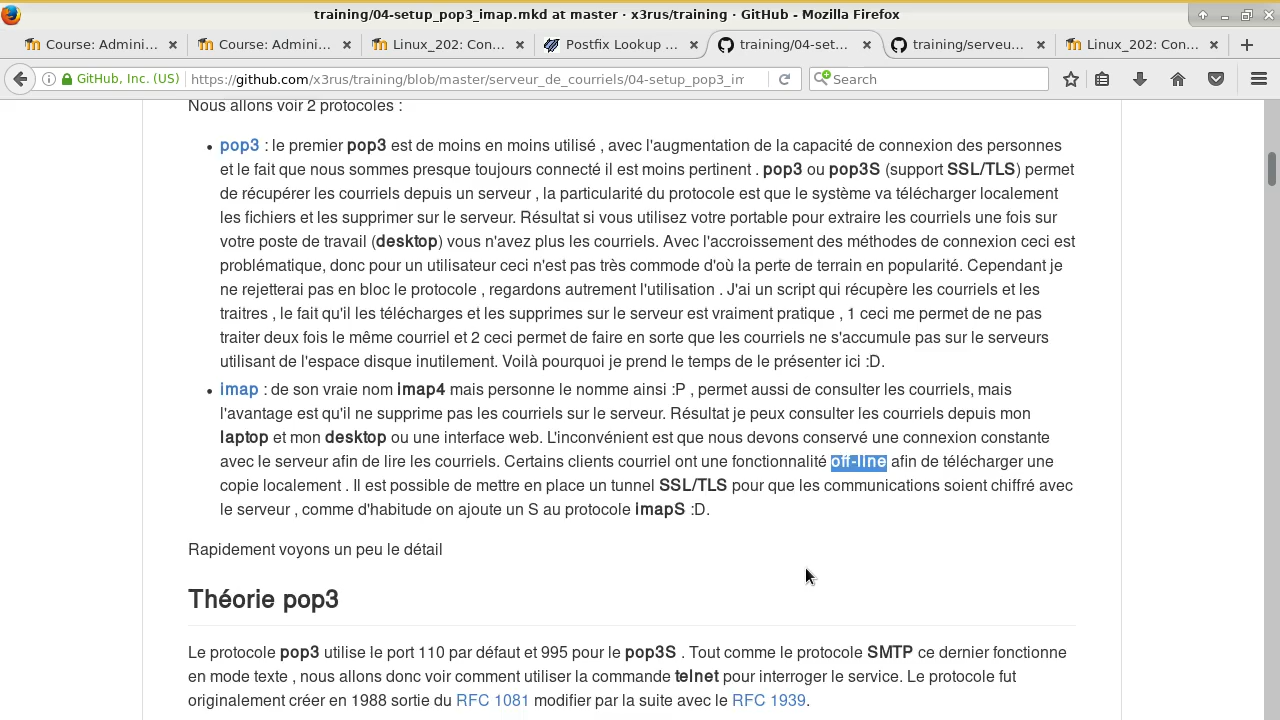 training/04-setup_pop3_imap.mkd at master · x3rus/training · GitHub - Mozilla Firefox
Course: Admini... × Course: Admini... × Linux_202: Con... × Postfix Lookup ... × training/04-set... × training/serveu... × Linux_202: Con... × +
GitHub, Inc. (US) https://github.com/x3rus/training/blob/master/serveur_de_courriels/04-setup_pop3_im Search
Nous allons voir 2 protocoles :
• pop3 : le premier pop3 est de moins en moins utilisé , avec l'augmentation de la capacité de connexion des personnes
et le fait que nous sommes presque toujours connecté il est moins pertinent . pop3 ou pop3S (support SSL/TLS) permet
de récupérer les courriels depuis un serveur , la particularité du protocole est que le système va télécharger localement
les fichiers et les supprimer sur le serveur. Résultat si vous utilisez votre portable pour extraire les courriels une fois sur
votre poste de travail (desktop) vous n'avez plus les courriels. Avec l'accroissement des méthodes de connexion ceci est
problématique, donc pour un utilisateur ceci n'est pas très commode d'où la perte de terrain en popularité. Cependant je
ne rejetterai pas en bloc le protocole , regardons autrement l'utilisation . J'ai un script qui récupère les courriels et les
traitres , le fait qu'il les télécharges et les supprimes sur le serveur est vraiment pratique , 1 ceci me permet de ne pas
traiter deux fois le même courriel et 2 ceci permet de faire en sorte que les courriels ne s'accumule pas sur le serveurs
utilisant de l'espace disque inutilement. Voilà pourquoi je prend le temps de le présenter ici :D.
• imap : de son vraie nom imap4 mais personne le nomme ainsi :P , permet aussi de consulter les courriels, mais
l'avantage est qu'il ne supprime pas les courriels sur le serveur. Résultat je peux consulter les courriels depuis mon
laptop et mon desktop ou une interface web. L'inconvénient est que nous devons conservé une connexion constante
avec le serveur afin de lire les courriels. Certains clients courriel ont une fonctionnalité off-line afin de télécharger une
copie localement . Il est possible de mettre en place un tunnel SSL/TLS pour que les communications soient chiffré avec
le serveur , comme d'habitude on ajoute un S au protocole imapS :D.
Rapidement voyons un peu le détail
Théorie pop3
Le protocole pop3 utilise le port 110 par défaut et 995 pour le pop3S . Tout comme le protocole SMTP ce dernier fonctionne
en mode texte , nous allons donc voir comment utiliser la commande telnet pour interroger le service. Le protocole fut
originalement créer en 1988 sortie du RFC 1081 modifier par la suite avec le RFC 1939.